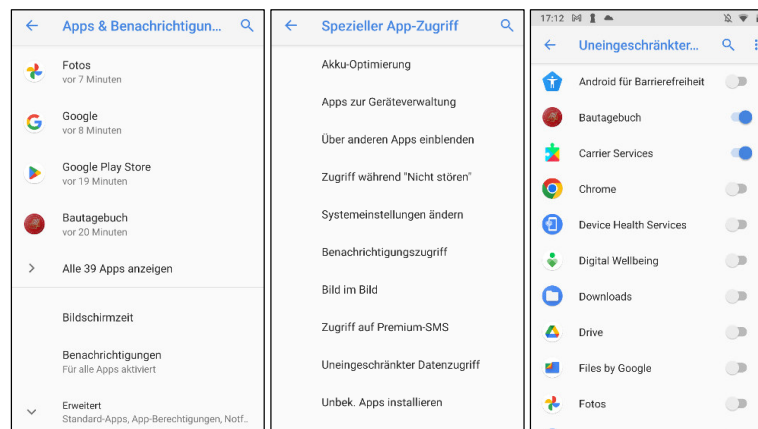 Apps & Benachrichtigun...
Fotos
vor 7 Minuten
Google
vor 8 Minuten
Google Play Store
vor 19 Minuten
Bautagebuch
vor 20 Minuten
Alle 39 Apps anzeigen
Bildschirmzeit
Benachrichtigungen
Für alle Apps aktiviert
Erweitert
Standard-Apps, App-Berechtigungen, Notf..
Spezieller App-Zugriff
Akku-Optimierung
Apps zur Geräteverwaltung
Über anderen Apps einblenden
Zugriff während "Nicht stören"
Systemeinstellungen ändern
Benachrichtigungszugriff
Bild im Bild
Zugriff auf Premium-SMS
Uneingeschränkter Datenzugriff
Unbek. Apps installieren
17:12
Uneingeschränkter...
Android für Barrierefreiheit
Bautagebuch
Carrier Services
Chrome
Device Health Services
Digital Wellbeing
Downloads
Drive
Files by Google
Fotos